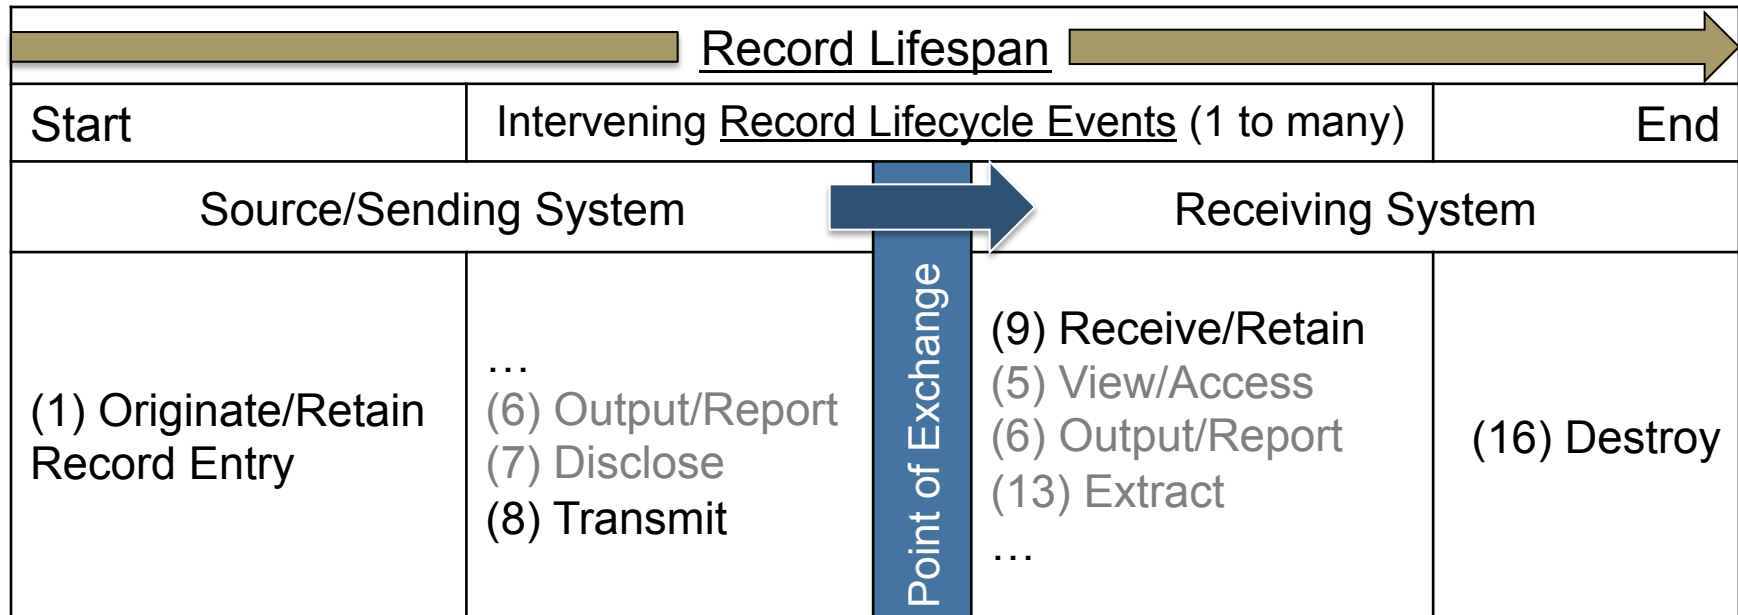 Record Lifespan
Start
Intervening Record Lifecycle Events (1 to many)
End
Source/Sending System
Receiving System
(1) Originate/Retain
Record Entry
…
(6) Output/Report
(7) Disclose
(8) Transmit
Point of Exchange
(9) Receive/Retain
(5) View/Access
(6) Output/Report
(13) Extract
…
(16) Destroy